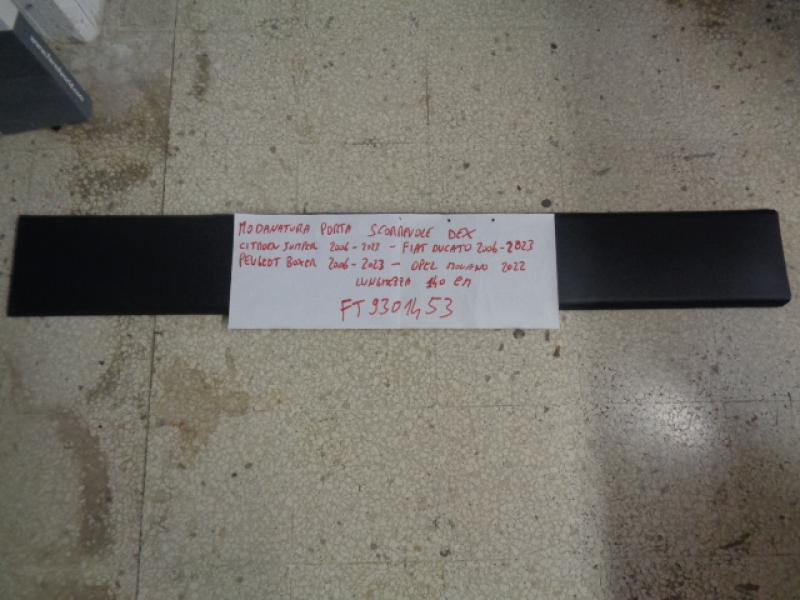 MODANATURA PORTA SCORREVOLE DEX
CITROEN JUMPER 2006-2023 - FIAT DUCATO 2006-2023
PEUGEOT BOXER 2006-2023 - OPEL MOVANO 2022
LUNGHEZZA 140 CM
FT9301453